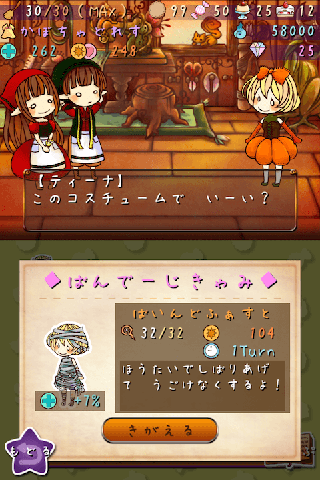 30/30 (MAX) 99 50 25 12
かぼちゃどれす 58000
262 248 25
【ティーナ】
このコスチュームで いーい?
ばんでーじきゃみ
ばいんどふぁすと
32/32 104
1Turn
ほうたいでしばりあげ
て うごけなくするよ!
+7%
きがえる
もどる